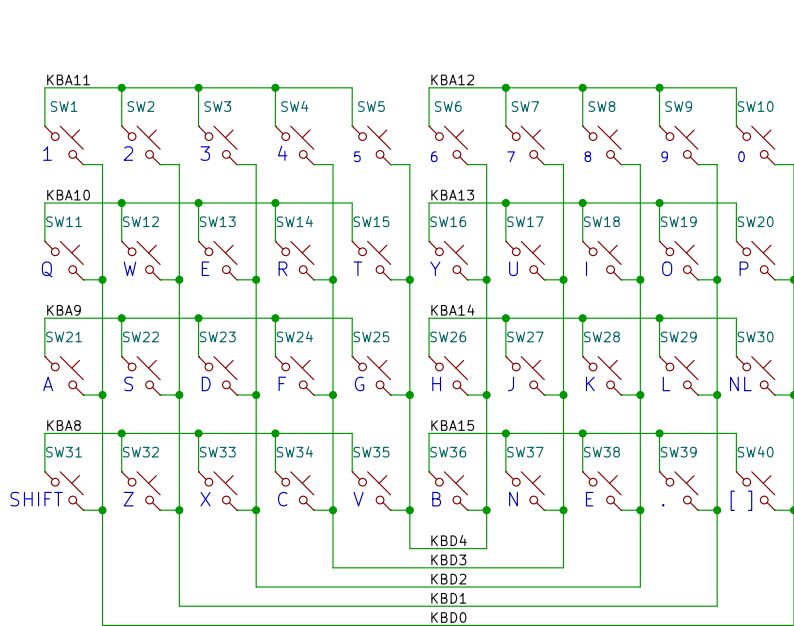 KBA11 KBA12
SW1 SW2 SW3 SW4 SW5 SW6 SW7 SW8 SW9 SW10
1 2 3 4 5 6 7 8 9 0
KBA10 KBA13
SW11 SW12 SW13 SW14 SW15 SW16 SW17 SW18 SW19 SW20
Q W E R T Y U I O P
KBA9 KBA14
SW21 SW22 SW23 SW24 SW25 SW26 SW27 SW28 SW29 SW30
A S D F G H J K L NL
KBA8 KBA15
SW31 SW32 SW33 SW34 SW35 SW36 SW37 SW38 SW39 SW40
SHIFT Z X C V B N E . [ ]
KBD4
KBD3
KBD2
KBD1
KBD0